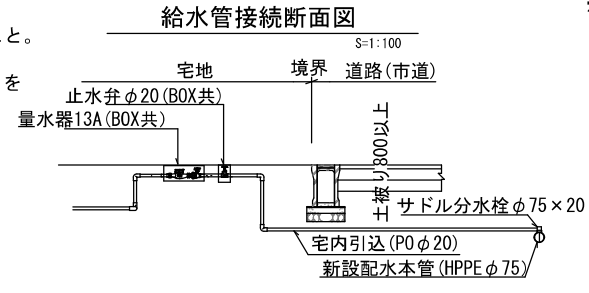 給水管接続断面図
S=1:100
こと。
を
宅地
境界
道路(市道)
止水弁φ20(BOX共)
量水器13A(BOX共)
土被り800以上
サドル分水栓φ75×20
宅内引込(POφ20)
新設配水本管(HPPEφ75)